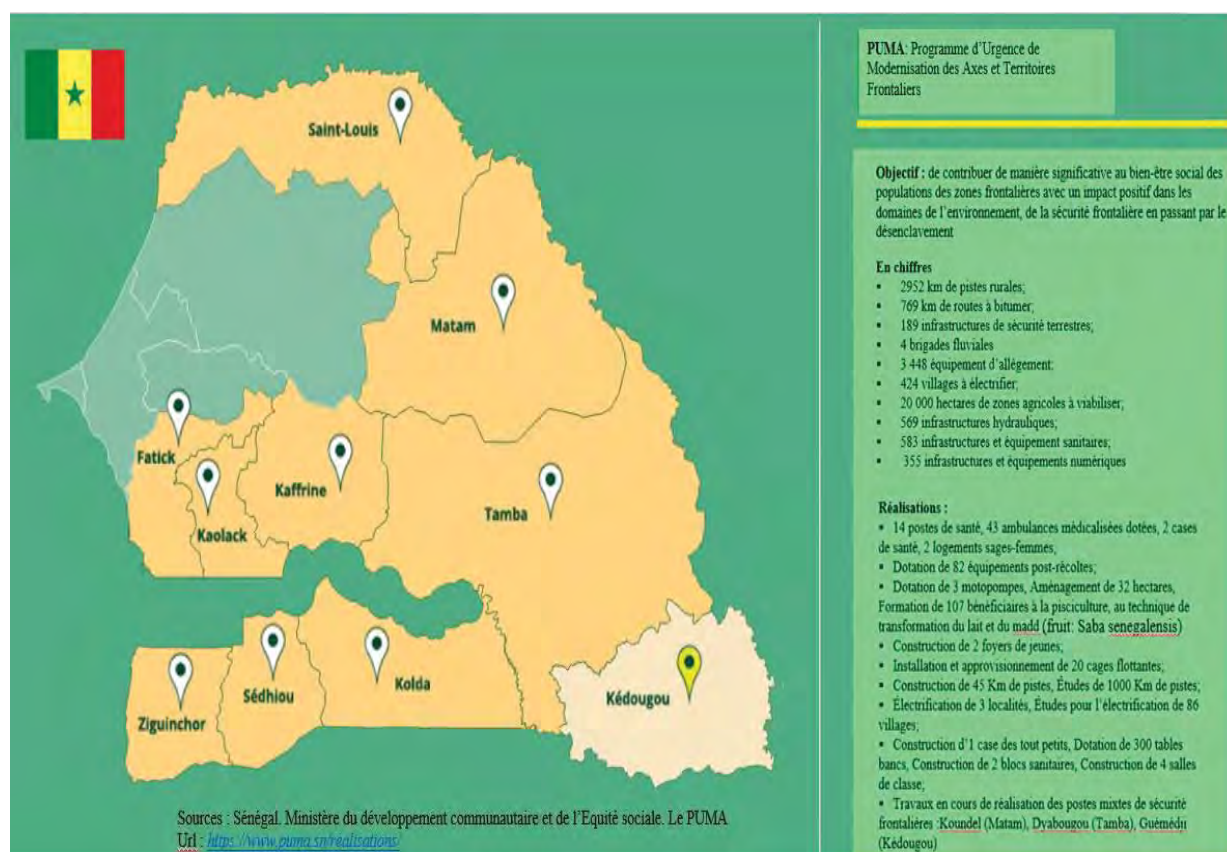 Saint-Louis
Matam
Fatick
Kaolack
Kaffrine
Tamba
Ziguinchor
Sédhiou
Kolda
Kédougou
Sources : Sénégal. Ministère du développement communautaire et de l'Equité sociale. Le PUMA
Url : https://www.puma.sn/realisations/
PUMA: Programme d'Urgence de
Modernisation des Axes et Territoires
Frontaliers
Objectif : de contribuer de manière significative au bien-être social des
populations des zones frontalières avec un impact positif dans les
domaines de l'environnement, de la sécurité frontalière en passant par le
désenclavement
En chiffres
▪ 2952 km de pistes rurales;
▪ 769 km de routes à bitumer;
▪ 189 infrastructures de sécurité terrestres;
▪ 4 brigades fluviales
▪ 3 448 équipement d'allègement;
▪ 424 villages à électrifier;
▪ 20 000 hectares de zones agricoles à viabiliser;
▪ 569 infrastructures hydrauliques;
▪ 583 infrastructures et équipement sanitaires;
▪ 355 infrastructures et équipements numériques
Réalisations :
▪ 14 postes de santé, 43 ambulances médicalisées dotées, 2 cases
de santé, 2 logements sages-femmes;
▪ Dotation de 82 équipements post-récoltes;
▪ Dotation de 3 motopompes, Aménagement de 32 hectares,
Formation de 107 bénéficiaires à la pisciculture, au technique de
transformation du lait et du madd (fruit: Saba senegalensis)
▪ Construction de 2 foyers de jeunes;
▪ Installation et approvisionnement de 20 cages flottantes;
▪ Construction de 45 Km de pistes, Études de 1000 Km de pistes;
▪ Électrification de 3 localités, Études pour l'électrification de 86
villages;
▪ Construction d'1 case des tout petits, Dotation de 300 tables
bancs, Construction de 2 blocs sanitaires, Construction de 4 salles
de classe;
▪ Travaux en cours de réalisation des postes mixtes de sécurité
frontalières :Koundel (Matam), Dyabougou (Tamba), Guémédji
(Kédougou)